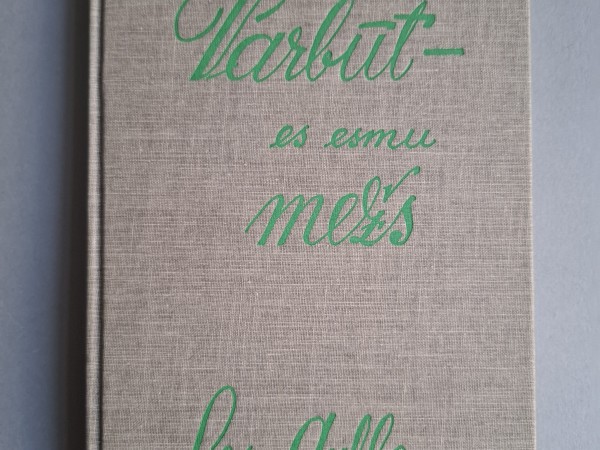 Varbūt -
es esmu
mežs